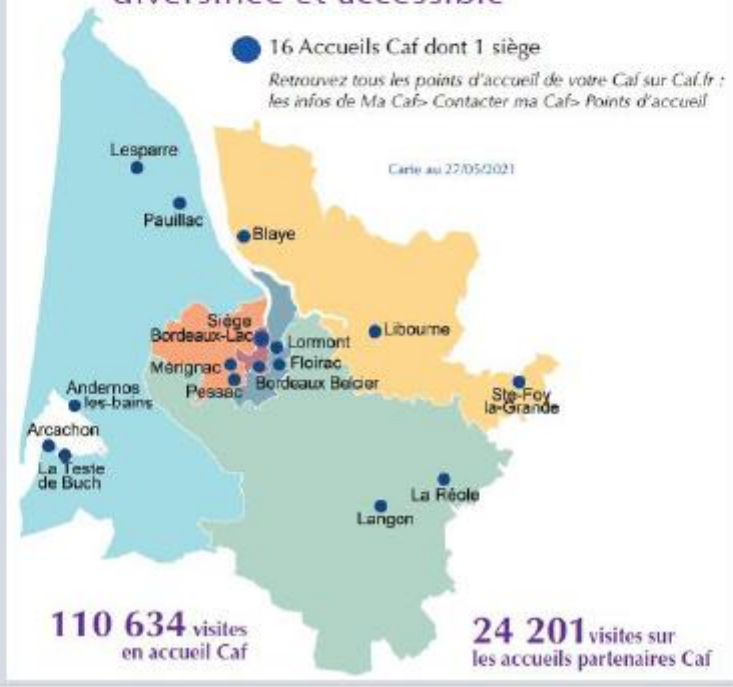 diversifiée et accessible
16 Accueils Caf dont 1 siège
Retrouvez tous les points d'accueil de votre Caf sur Caf.fr :
les infos de Ma Caf> Contacter ma Caf> Points d'accueil
Carte au 27/05/2021
Lesparre
Pauillac
Blaye
Siège
Bordeaux-Lac
Lormont
Libourne
Mérignac
Floirac
Pessac
Bordeaux Belcier
Andernos
les-bains
Ste-Foy
la-Grande
Arcachon
La Teste
de Buch
La Réole
Langon
110 634 visites
en accueil Caf
24 201 visites sur
les accueils partenaires Caf